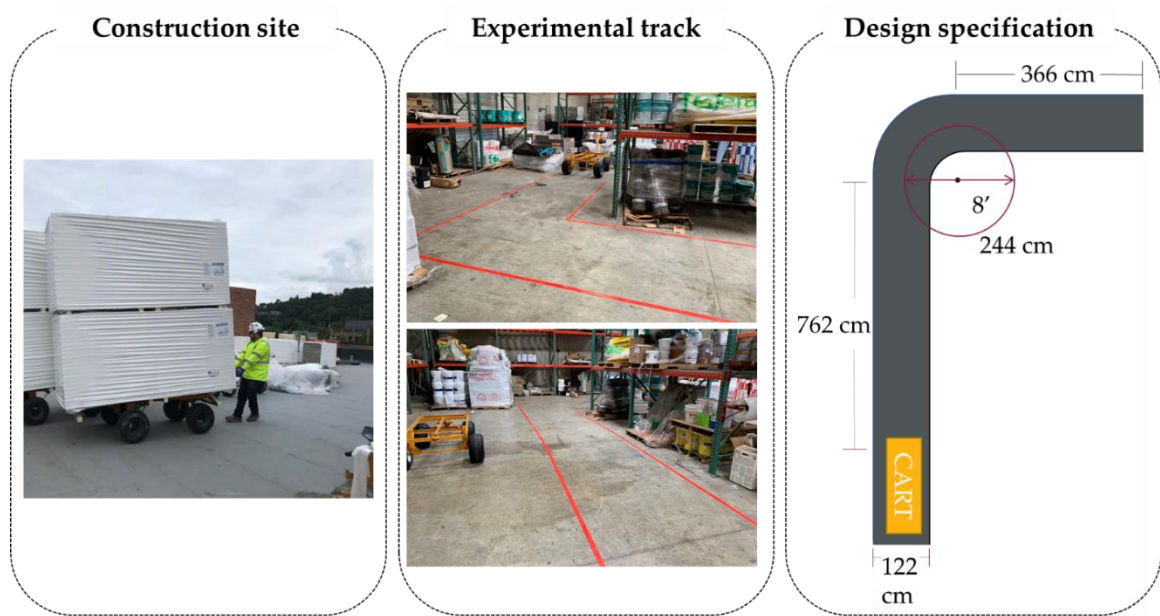 Construction site
Experimental track
Design specification
366 cm
8’
244 cm
762 cm
CART
122
cm